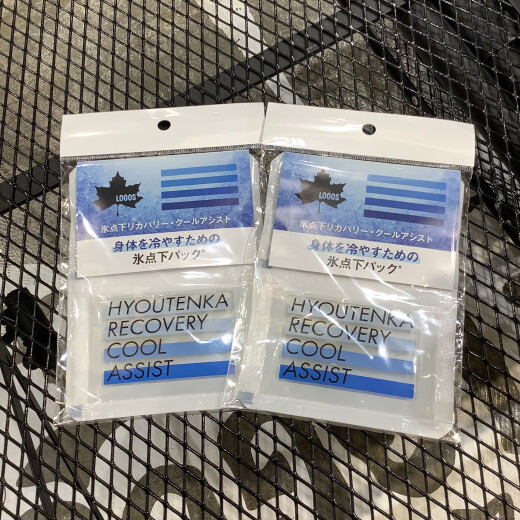 LOGOS
氷点下リカバリー・クールアシスト
身体を冷やすための
氷点下パック®
HYOUTENKA
RECOVERY
COOL
ASSIST
LOGOS
氷点下リカバリー・クールアシスト
身体を冷やすための
氷点下パック®
HYOUTENKA
RECOVERY
COOL
ASSIST